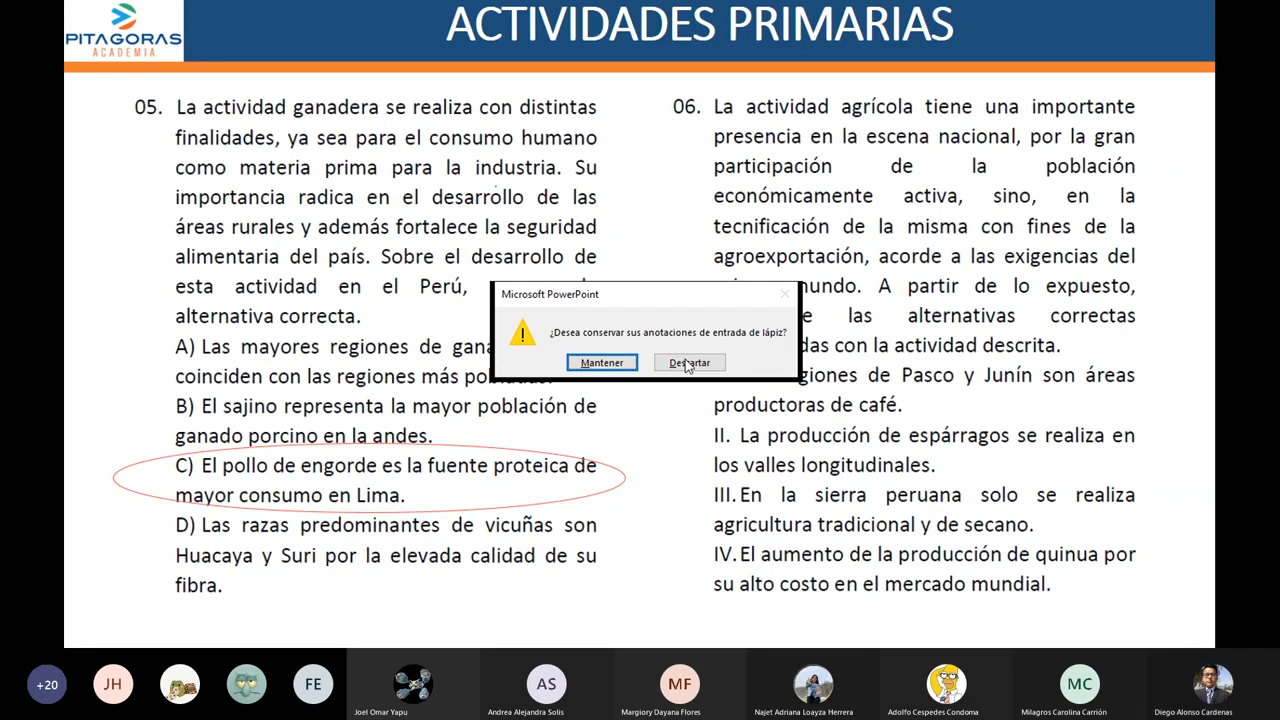 PITAGORAS
ACADEMIA
ACTIVIDADES PRIMARIAS
05. La actividad ganadera se realiza con distintas
finalidades, ya sea para el consumo humano
como materia prima para la industria. Su
importancia radica en el desarrollo de las
áreas rurales y además fortalece la seguridad
alimentaria del país. Sobre el desarrollo de
esta actividad en el Perú,
alternativa correcta.
A) Las mayores regiones de
coinciden con las regiones más
B) El sajino representa la mayor población de
ganado porcino en la andes.
C) El pollo de engorde es la fuente proteica de
mayor consumo en Lima.
D) Las razas predominantes de vicuñas son
Huacaya y Suri por la elevada calidad de su
fibra.
06. La actividad agrícola tiene una importante
presencia en la escena nacional, por la gran
participación de la población
económicamente activa, sino, en la
tecnificación de la misma con fines de la
agroexportación, acorde a las exigencias del
mundo. A partir de lo expuesto,
las alternativas correctas
con la actividad descrita.
de Pasco y Junín son áreas
productoras de café.
II. La producción de espárragos se realiza en
los valles longitudinales.
III. En la sierra peruana solo se realiza
agricultura tradicional y de secano.
IV. El aumento de la producción de quinua por
su alto costo en el mercado mundial.
Microsoft PowerPoint
¿Desea conservar sus anotaciones de entrada de lápiz?
Mantener
Descartar
+20
JH
FE
AS
MF
MC
Joel Omar Yapu
Andrea Alejandra Solis
Margiory Dayana Flores
Najet Adriana Loayza Herrera
Adolfo Cespedes Condoma
Milagros Carolina Carrión
Diego Alonso Cardenas